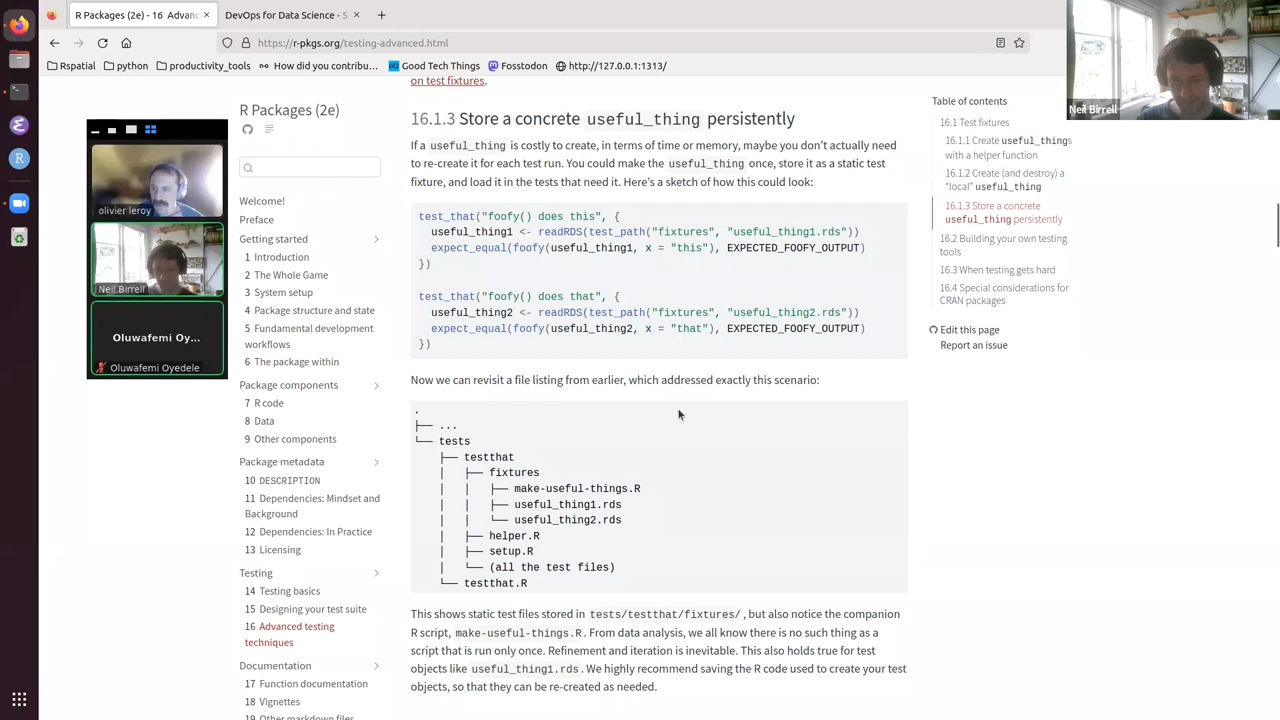 R Packages (2e) - 16 Advanc
DevOps for Data Science - 5
https://r-pkgs.org/testing-advanced.html
Rspatial
python
productivity_tools
How did you contribu...
Good Tech Things
Fosstodon
http://127.0.0.1:1313/
Neil Birrell
olivier leroy
Neil Birrell
Oluwafemi Oy...
Oluwafemi Oyedele
R Packages (2e)
Welcome!
Preface
Getting started
1 Introduction
2 The Whole Game
3 System setup
4 Package structure and state
5 Fundamental development
workflows
6 The package within
Package components
7 R code
8 Data
9 Other components
Package metadata
10 DESCRIPTION
11 Dependencies: Mindset and
Background
12 Dependencies: In Practice
13 Licensing
Testing
14 Testing basics
15 Designing your test suite
16 Advanced testing
techniques
Documentation
17 Function documentation
18 Vignettes
19 Other markdown files
on test fixtures.
16.1.3 Store a concrete useful_thing persistently
If a useful_thing is costly to create, in terms of time or memory, maybe you don't actually need
to re-create it for each test run. You could make the useful_thing once, store it as a static test
fixture, and load it in the tests that need it. Here's a sketch of how this could look:
test_that("foofy() does this", {
useful_thing1 <- readRDS(test_path("fixtures", "useful_thing1.rds"))
expect_equal(foofy(useful_thing1, x = "this"), EXPECTED_FOOFY_OUTPUT)
})
test_that("foofy() does that", {
useful_thing2 <- readRDS(test_path("fixtures", "useful_thing2.rds"))
expect_equal(foofy(useful_thing2, x = "that"), EXPECTED_FOOFY_OUTPUT)
})
Now we can revisit a file listing from earlier, which addressed exactly this scenario:
.
├── ...
└── tests
├── testthat
│ ├── fixtures
│ │ ├── make-useful-things.R
│ │ ├── useful_thing1.rds
│ │ └── useful_thing2.rds
│ ├── helper.R
│ ├── setup.R
│ └── (all the test files)
└── testthat.R
This shows static test files stored in tests/testthat/fixtures/, but also notice the companion
R script, make-useful-things.R. From data analysis, we all know there is no such thing as a
script that is run only once. Refinement and iteration is inevitable. This also holds true for test
objects like useful_thing1.rds. We highly recommend saving the R code used to create your test
objects, so that they can be re-created as needed.
Table of contents
16.1 Test fixtures
16.1.1 Create useful_things
with a helper function
16.1.2 Create (and destroy) a
"local" useful_thing
16.1.3 Store a concrete
useful_thing persistently
16.2 Building your own testing
tools
16.3 When testing gets hard
16.4 Special considerations for
CRAN packages
Edit this page
Report an issue